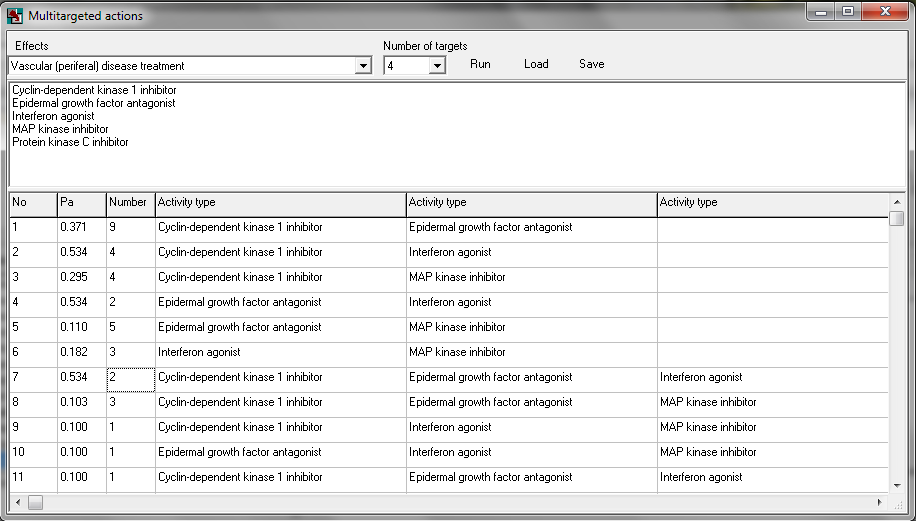 Multitargeted actions
Effects Number of targets
Vascular (periferal) disease treatment 4 Run Load Save
Cyclin-dependent kinase 1 inhibitor
Epidermal growth factor antagonist
Interferon agonist
MAP kinase inhibitor
Protein kinase C inhibitor
No Pa Number Activity type Activity type Activity type
1 0.371 9 Cyclin-dependent kinase 1 inhibitor Epidermal growth factor antagonist
2 0.534 4 Cyclin-dependent kinase 1 inhibitor Interferon agonist
3 0.295 4 Cyclin-dependent kinase 1 inhibitor MAP kinase inhibitor
4 0.534 2 Epidermal growth factor antagonist Interferon agonist
5 0.110 5 Epidermal growth factor antagonist MAP kinase inhibitor
6 0.182 3 Interferon agonist MAP kinase inhibitor
7 0.534 2 Cyclin-dependent kinase 1 inhibitor Epidermal growth factor antagonist Interferon agonist
8 0.103 3 Cyclin-dependent kinase 1 inhibitor Epidermal growth factor antagonist MAP kinase inhibitor
9 0.100 1 Cyclin-dependent kinase 1 inhibitor Interferon agonist MAP kinase inhibitor
10 0.100 1 Epidermal growth factor antagonist Interferon agonist MAP kinase inhibitor
11 0.100 1 Cyclin-dependent kinase 1 inhibitor Epidermal growth factor antagonist Interferon agonist